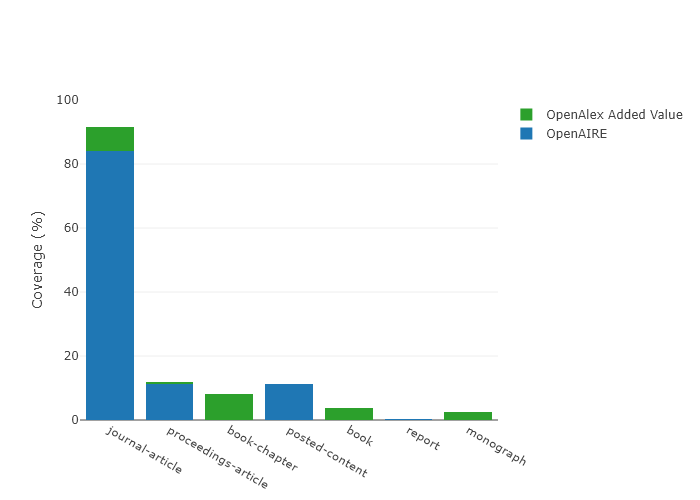 100
80
60
40
20
0
Coverage (%)
journal-article
proceedings-article
book-chapter
posted-content
book
report
monograph
OpenAlex Added Value
OpenAIRE